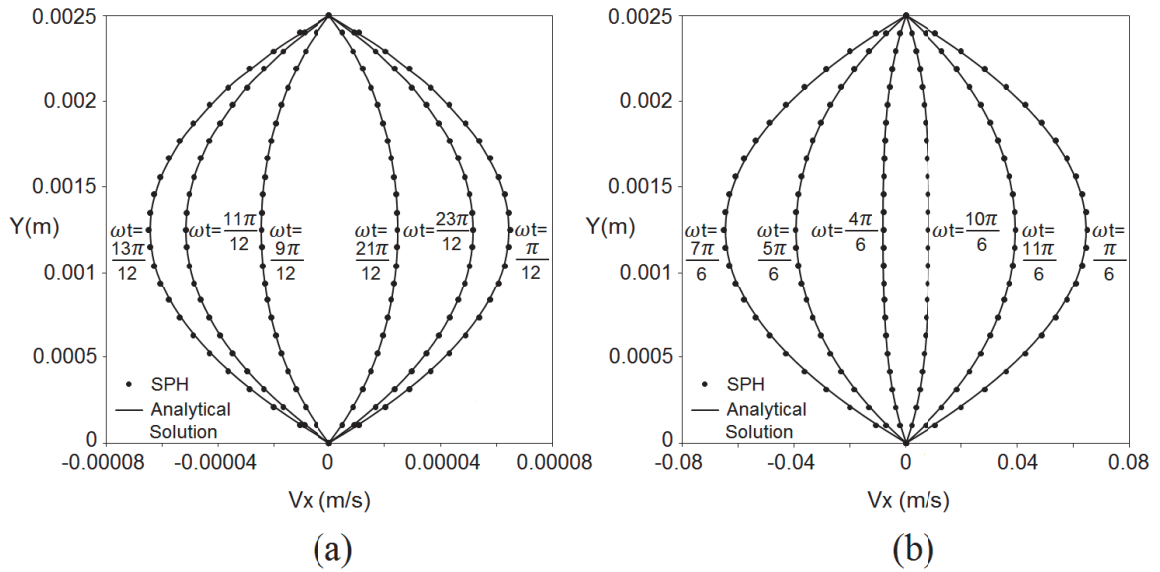 0.0025
0.002
0.0015
Y(m)
0.001
0.0005
0
ωt= 13π/12
ωt= 11π/12
ωt= 9π/12
ωt= 21π/12
ωt= 23π/12
ωt= π/12
SPH
Analytical
Solution
-0.00008 -0.00004 0 0.00004 0.00008
Vx (m/s)
(a)
0.0025
0.002
0.0015
Y(m)
0.001
0.0005
0
ωt= 7π/6
ωt= 5π/6
ωt= 4π/6
ωt= 10π/6
ωt= 11π/6
ωt= π/6
SPH
Analytical
Solution
-0.08 -0.04 0 0.04 0.08
Vx (m/s)
(b)